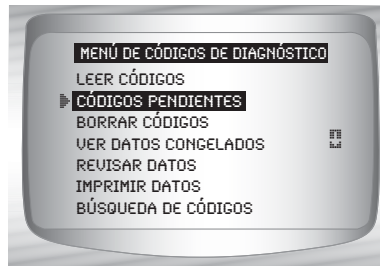 MENÚ DE CÓDIGOS DE DIAGNÓSTICO
LEER CÓDIGOS
CÓDIGOS PENDIENTES
BORRAR CÓDIGOS
VER DATOS CONGELADOS
REVISAR DATOS
IMPRIMIR DATOS
BÚSQUEDA DE CÓDIGOS